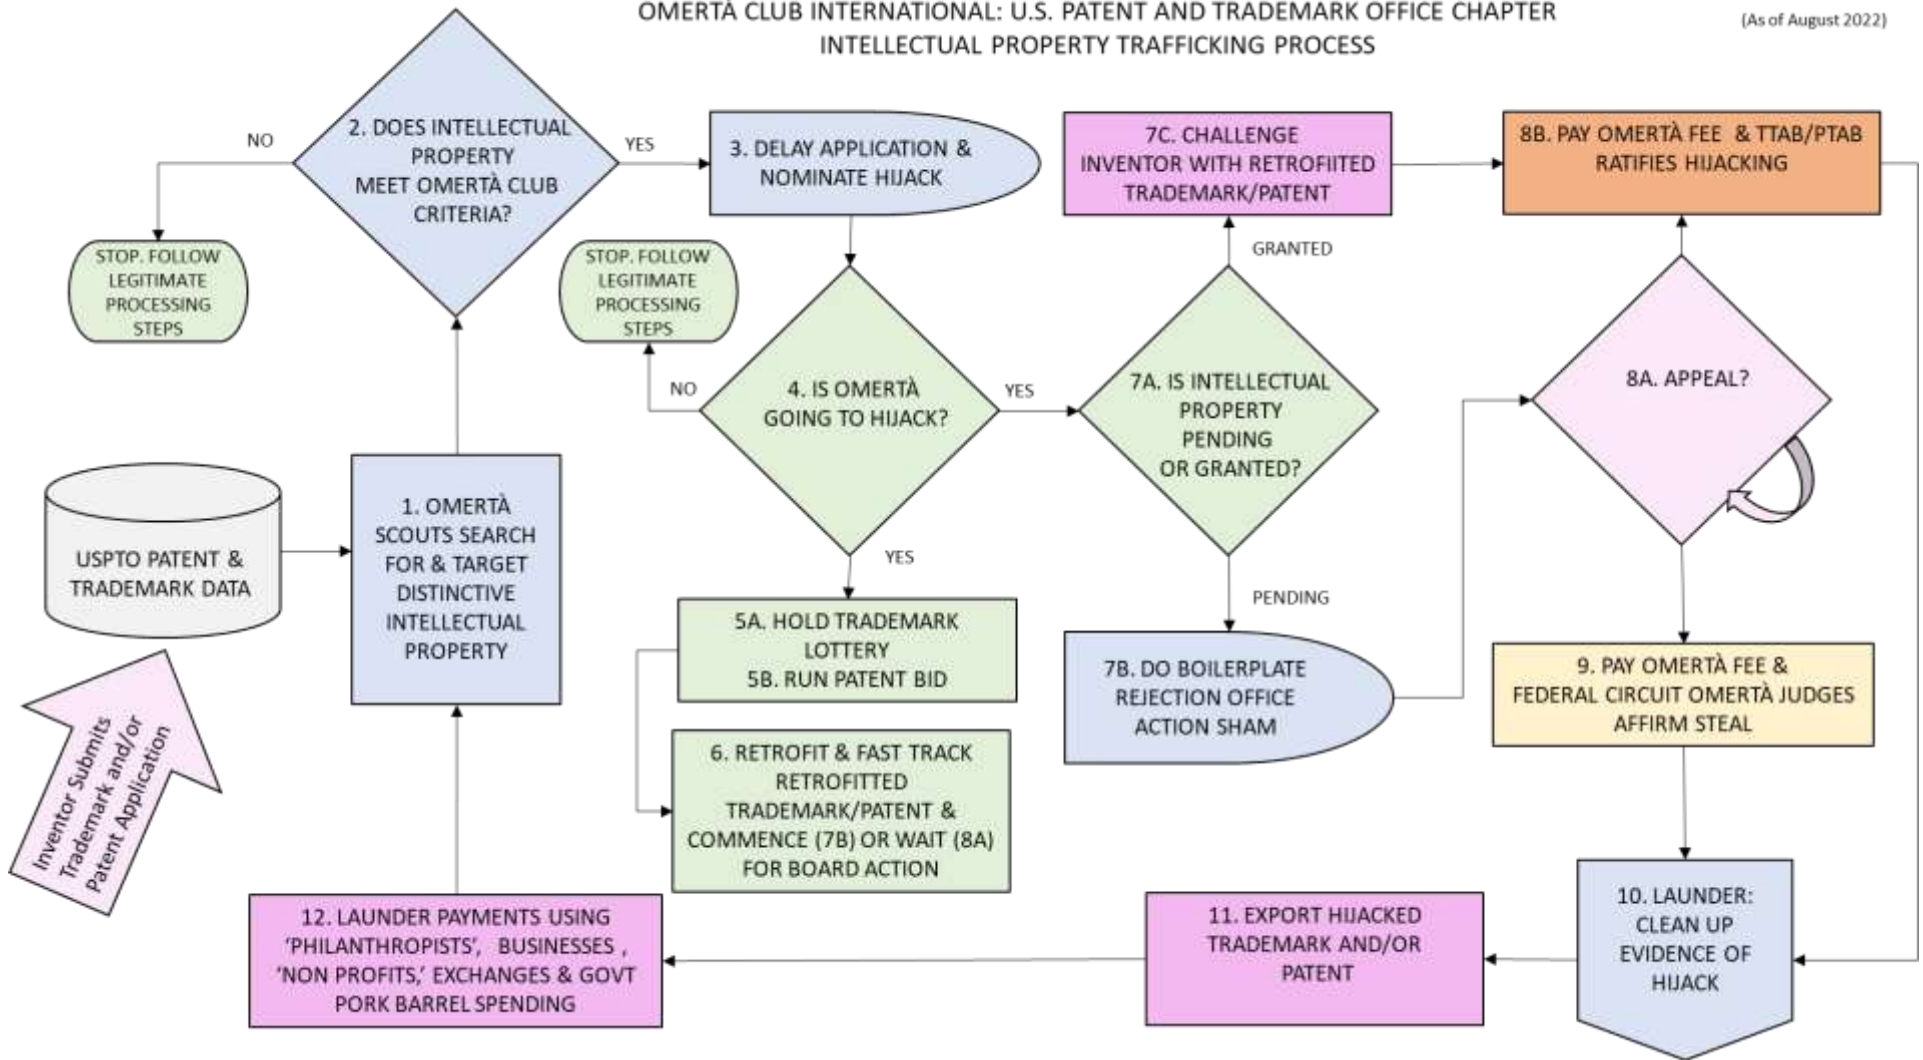 OMERTÀ CLUB INTERNATIONAL: U.S. PATENT AND TRADEMARK OFFICE CHAPTER
INTELLECTUAL PROPERTY TRAFFICKING PROCESS
(As of August 2022)
2. DOES INTELLECTUAL
PROPERTY
MEET OMERTÀ CLUB
CRITERIA?
NO
YES
STOP. FOLLOW
LEGITIMATE
PROCESSING
STEPS
3. DELAY APPLICATION &
NOMINATE HIJACK
STOP. FOLLOW
LEGITIMATE
PROCESSING
STEPS
NO
4. IS OMERTÀ
GOING TO HIJACK?
YES
YES
7C. CHALLENGE
INVENTOR WITH RETROFIITED
TRADEMARK/PATENT
GRANTED
7A. IS INTELLECTUAL
PROPERTY
PENDING
OR GRANTED?
PENDING
8B. PAY OMERTÀ FEE & TTAB/PTAB
RATIFIES HIJACKING
8A. APPEAL?
USPTO PATENT &
TRADEMARK DATA
1. OMERTÀ
SCOUTS SEARCH
FOR & TARGET
DISTINCTIVE
INTELLECTUAL
PROPERTY
5A. HOLD TRADEMARK
LOTTERY
5B. RUN PATENT BID
7B. DO BOILERPLATE
REJECTION OFFICE
ACTION SHAM
9. PAY OMERTÀ FEE &
FEDERAL CIRCUIT OMERTÀ JUDGES
AFFIRM STEAL
Inventor Submits
Trademark and/or
Patent Application
6. RETROFIT & FAST TRACK
RETROFITTED
TRADEMARK/PATENT &
COMMENCE (7B) OR WAIT (8A)
FOR BOARD ACTION
12. LAUNDER PAYMENTS USING
'PHILANTHROPISTS', BUSINESSES ,
'NON PROFITS,' EXCHANGES & GOVT
PORK BARREL SPENDING
11. EXPORT HIJACKED
TRADEMARK AND/OR
PATENT
10. LAUNDER:
CLEAN UP
EVIDENCE OF
HIJACK